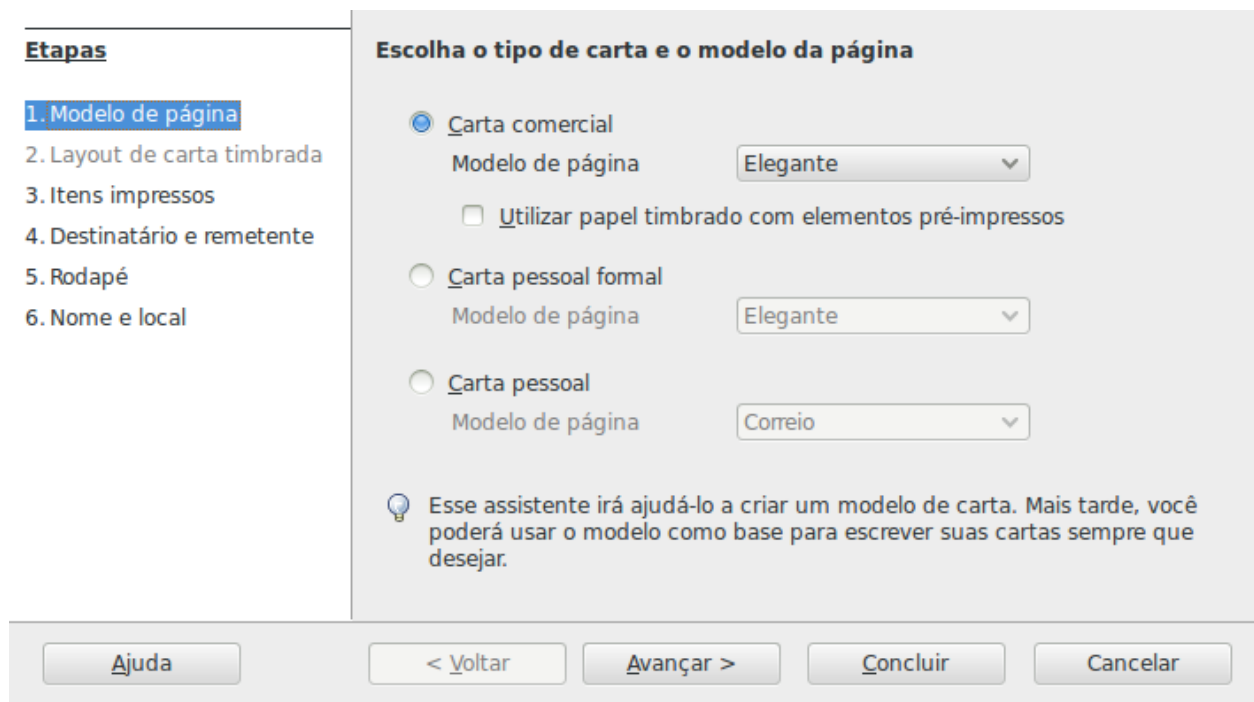 Etapas
1. Modelo de página
2. Layout de carta timbrada
3. Itens impressos
4. Destinatário e remetente
5. Rodapé
6. Nome e local
Escolha o tipo de carta e o modelo da página
Carta comercial
Modelo de página Elegante
Utilizar papel timbrado com elementos pré-impressos
Carta pessoal formal
Modelo de página Elegante
Carta pessoal
Modelo de página Correio
Esse assistente irá ajudá-lo a criar um modelo de carta. Mais tarde, você
poderá usar o modelo como base para escrever suas cartas sempre que
desejar.
Ajuda < Voltar Avançar > Concluir Cancelar